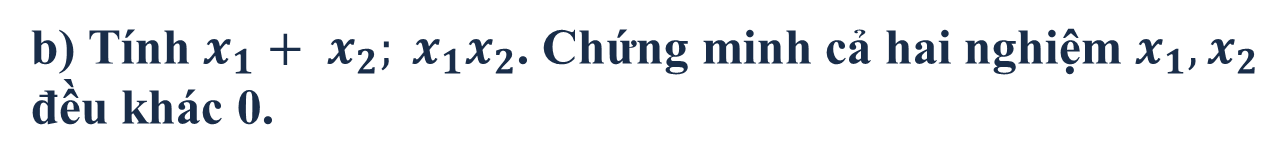 b) Tính x₁ + x₂; x₁x₂. Chứng minh cả hai nghiệm x₁, x₂
đều khác 0.